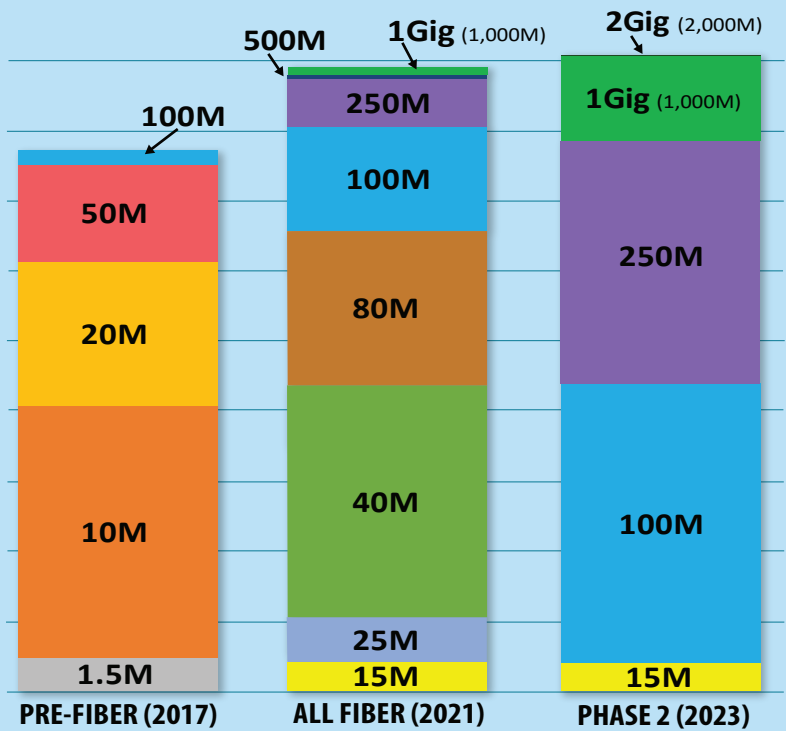 100M
50M
20M
10M
1.5M
PRE-FIBER (2017)
500M
1Gig (1,000M)
250M
100M
80M
40M
25M
15M
ALL FIBER (2021)
2Gig (2,000M)
1Gig (1,000M)
250M
100M
15M
PHASE 2 (2023)